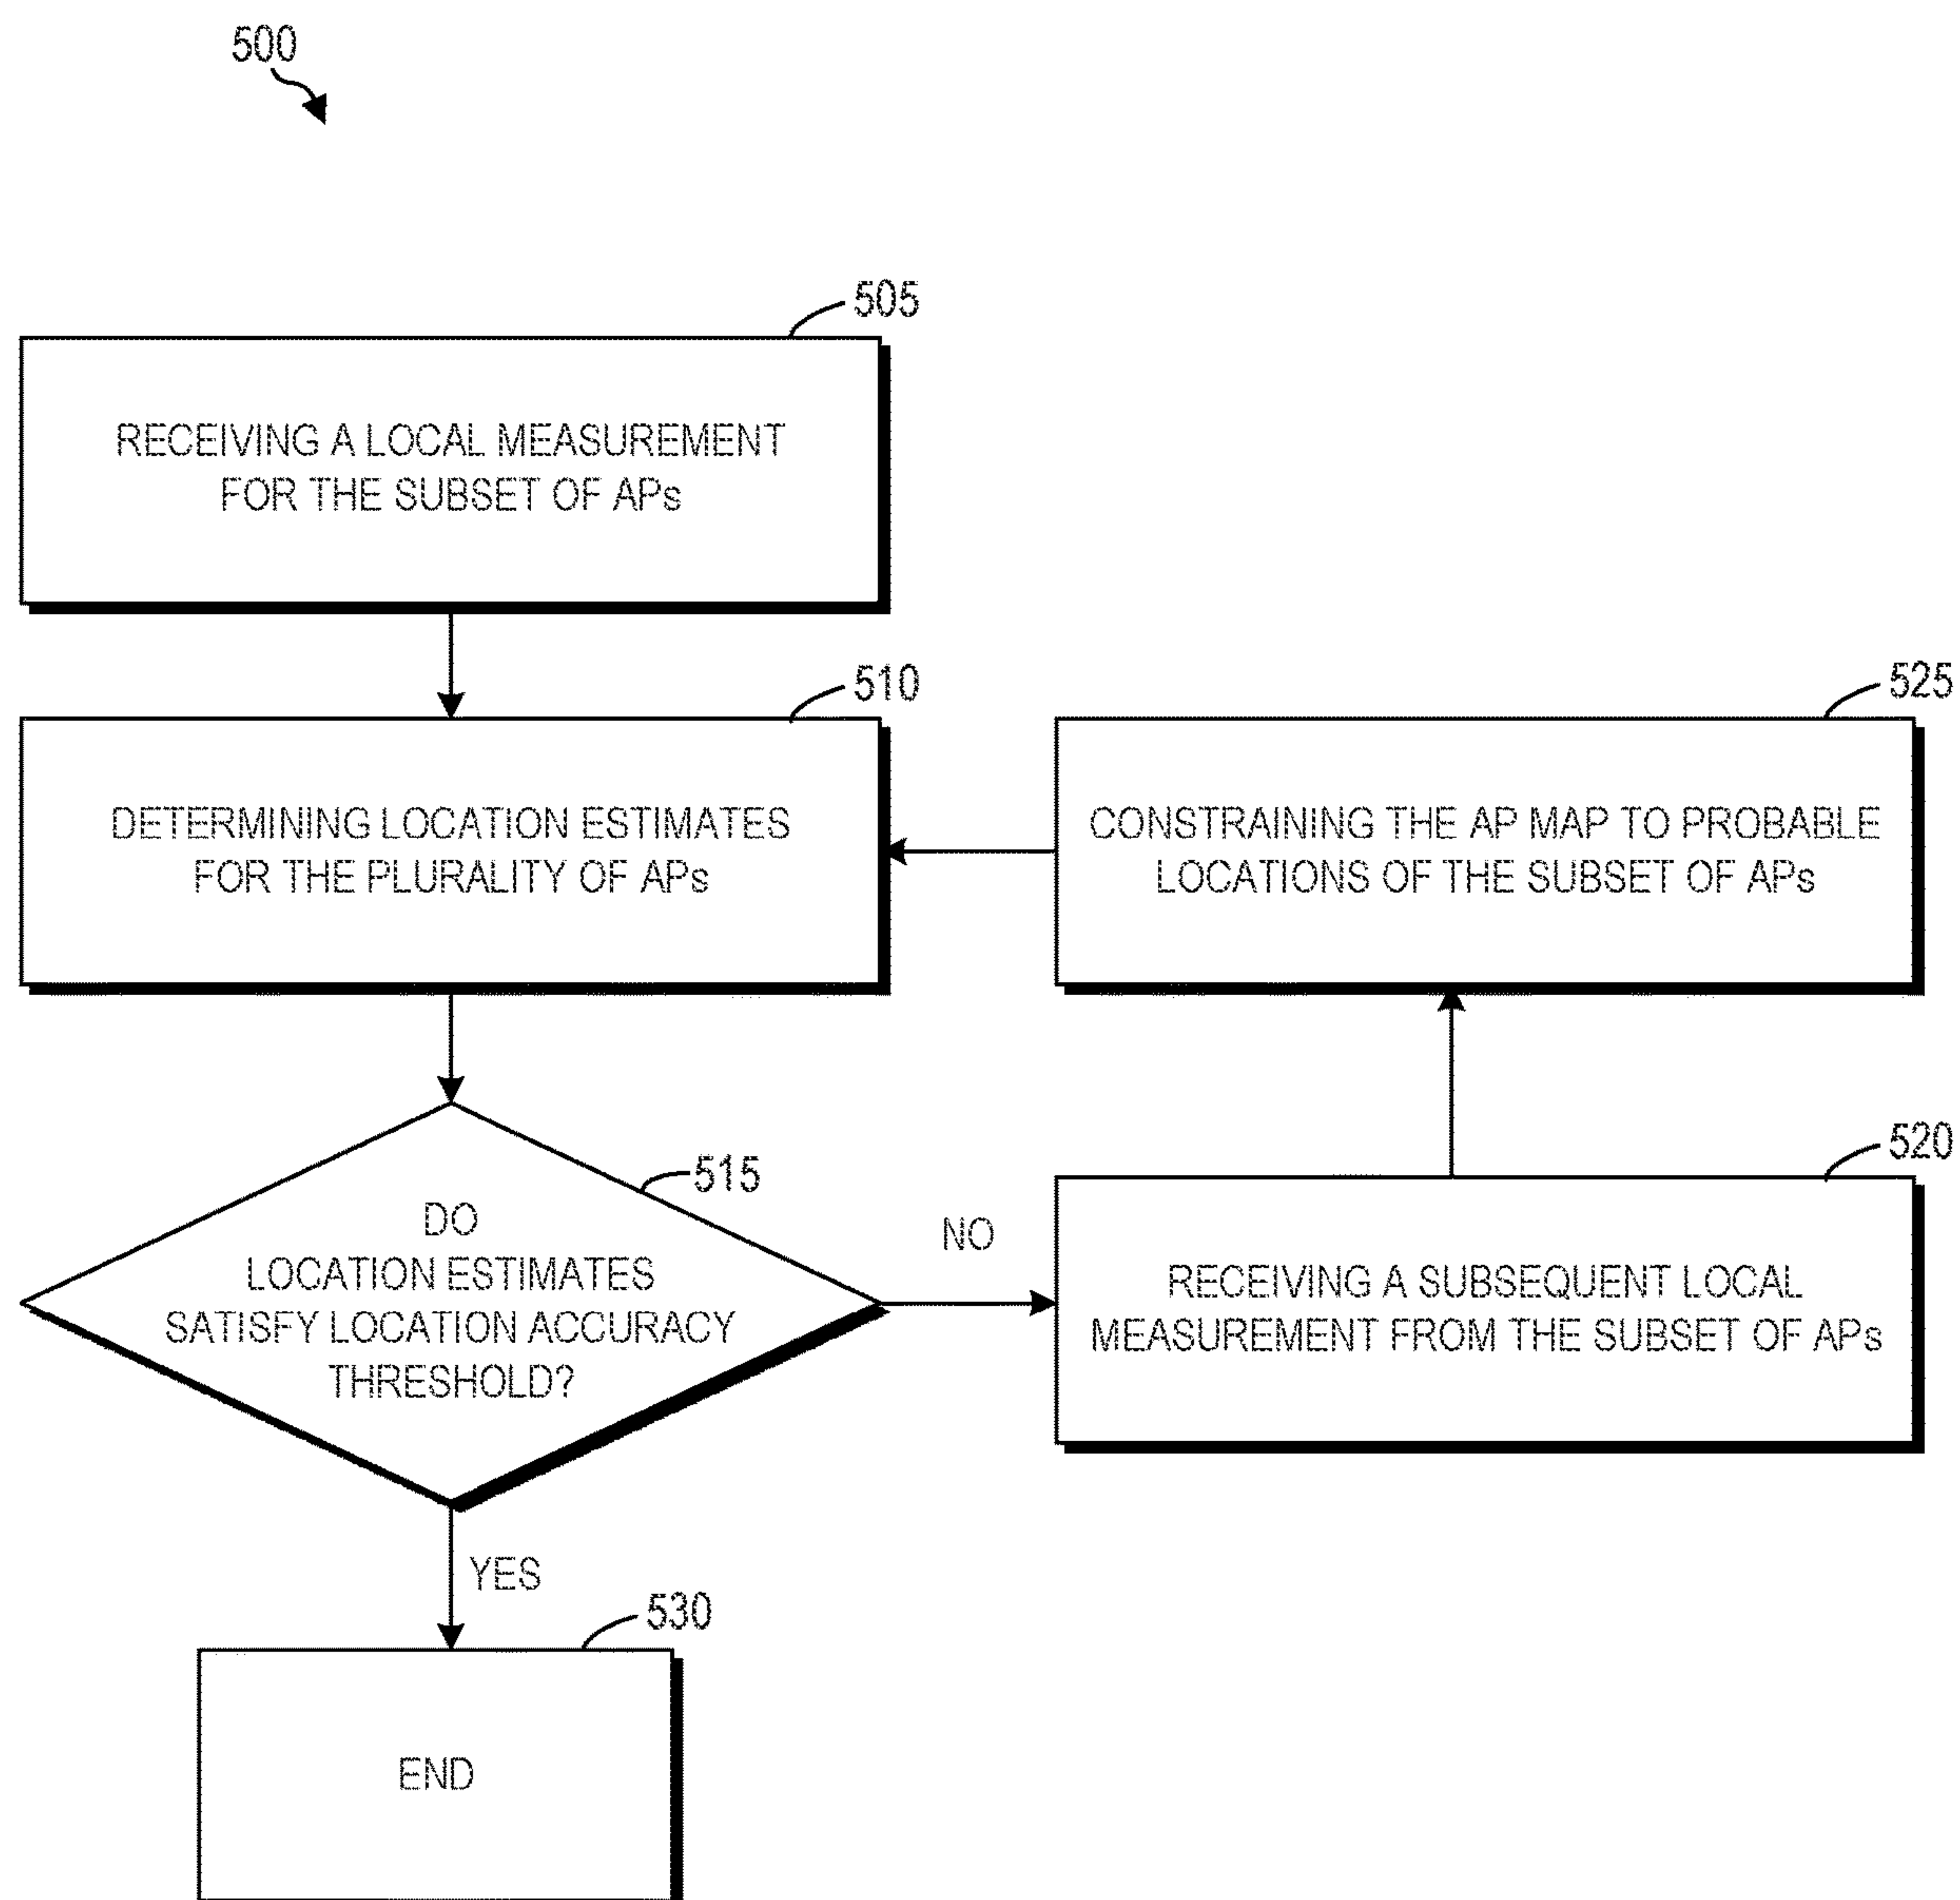 500
505
RECEIVING A LOCAL MEASUREMENT
FOR THE SUBSET OF APs
510
DETERMINING LOCATION ESTIMATES
FOR THE PLURALITY OF APs
525
CONSTRAINING THE AP MAP TO PROBABLE
LOCATIONS OF THE SUBSET OF APs
515
DO
LOCATION ESTIMATES
SATISFY LOCATION ACCURACY
THRESHOLD?
NO
520
RECEIVING A SUBSEQUENT LOCAL
MEASUREMENT FROM THE SUBSET OF APs
YES
530
END